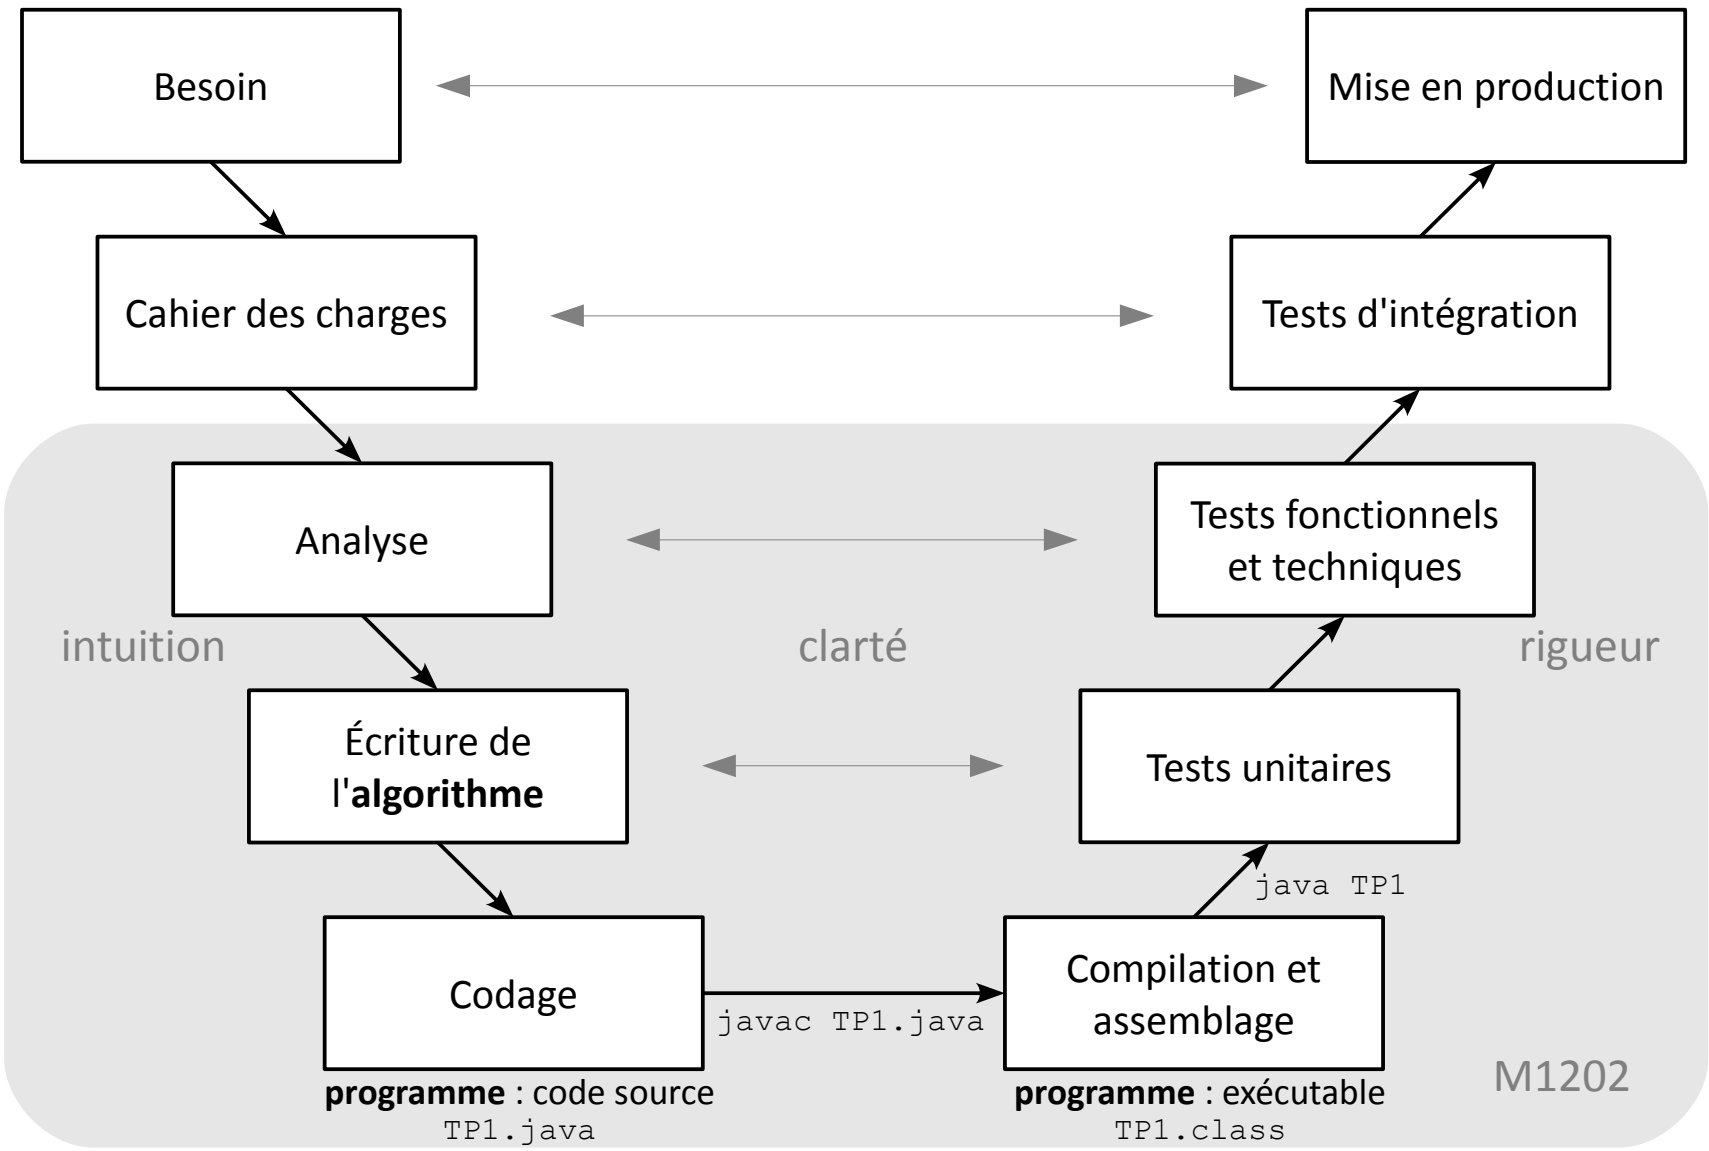 Besoin
Mise en production
Cahier des charges
Tests d'intégration
Analyse
Tests fonctionnels
et techniques
intuition
clarté
rigueur
Écriture de
l'algorithme
Tests unitaires
java TP1
Codage
javac TP1.java
Compilation et
assemblage
M1202
programme : code source
TP1.java
programme : exécutable
TP1.class